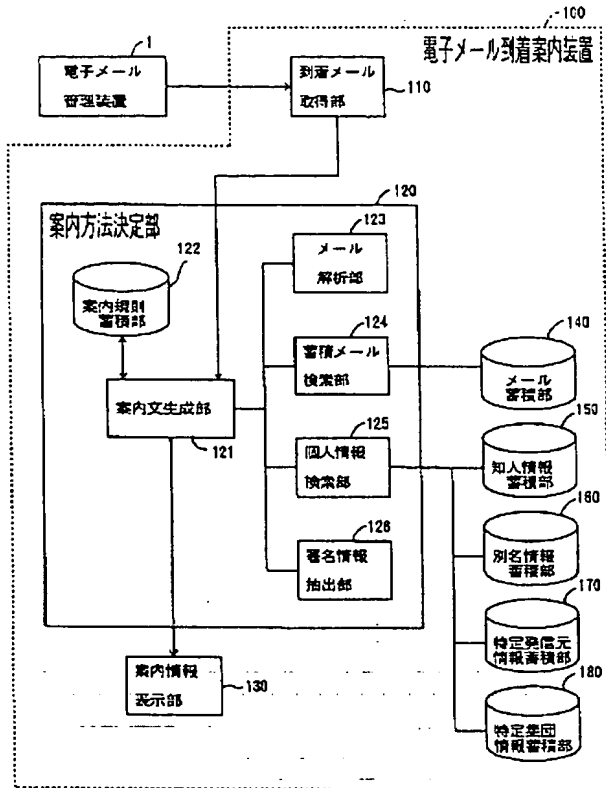 100
電子メール到着案内装置
1
電子メール
管理装置
到着メール
取得部
110
120
案内方法決定部
123
メール
解析部
122
案内規則
蓄積部
124
蓄積メール
検索部
140
メール
蓄積部
案内文生成部
121
125
個人情報
検索部
150
知人情報
蓄積部
160
別名情報
蓄積部
126
署名情報
抽出部
170
特定発信元
情報蓄積部
案内情報
表示部
130
180
特定集団
情報蓄積部